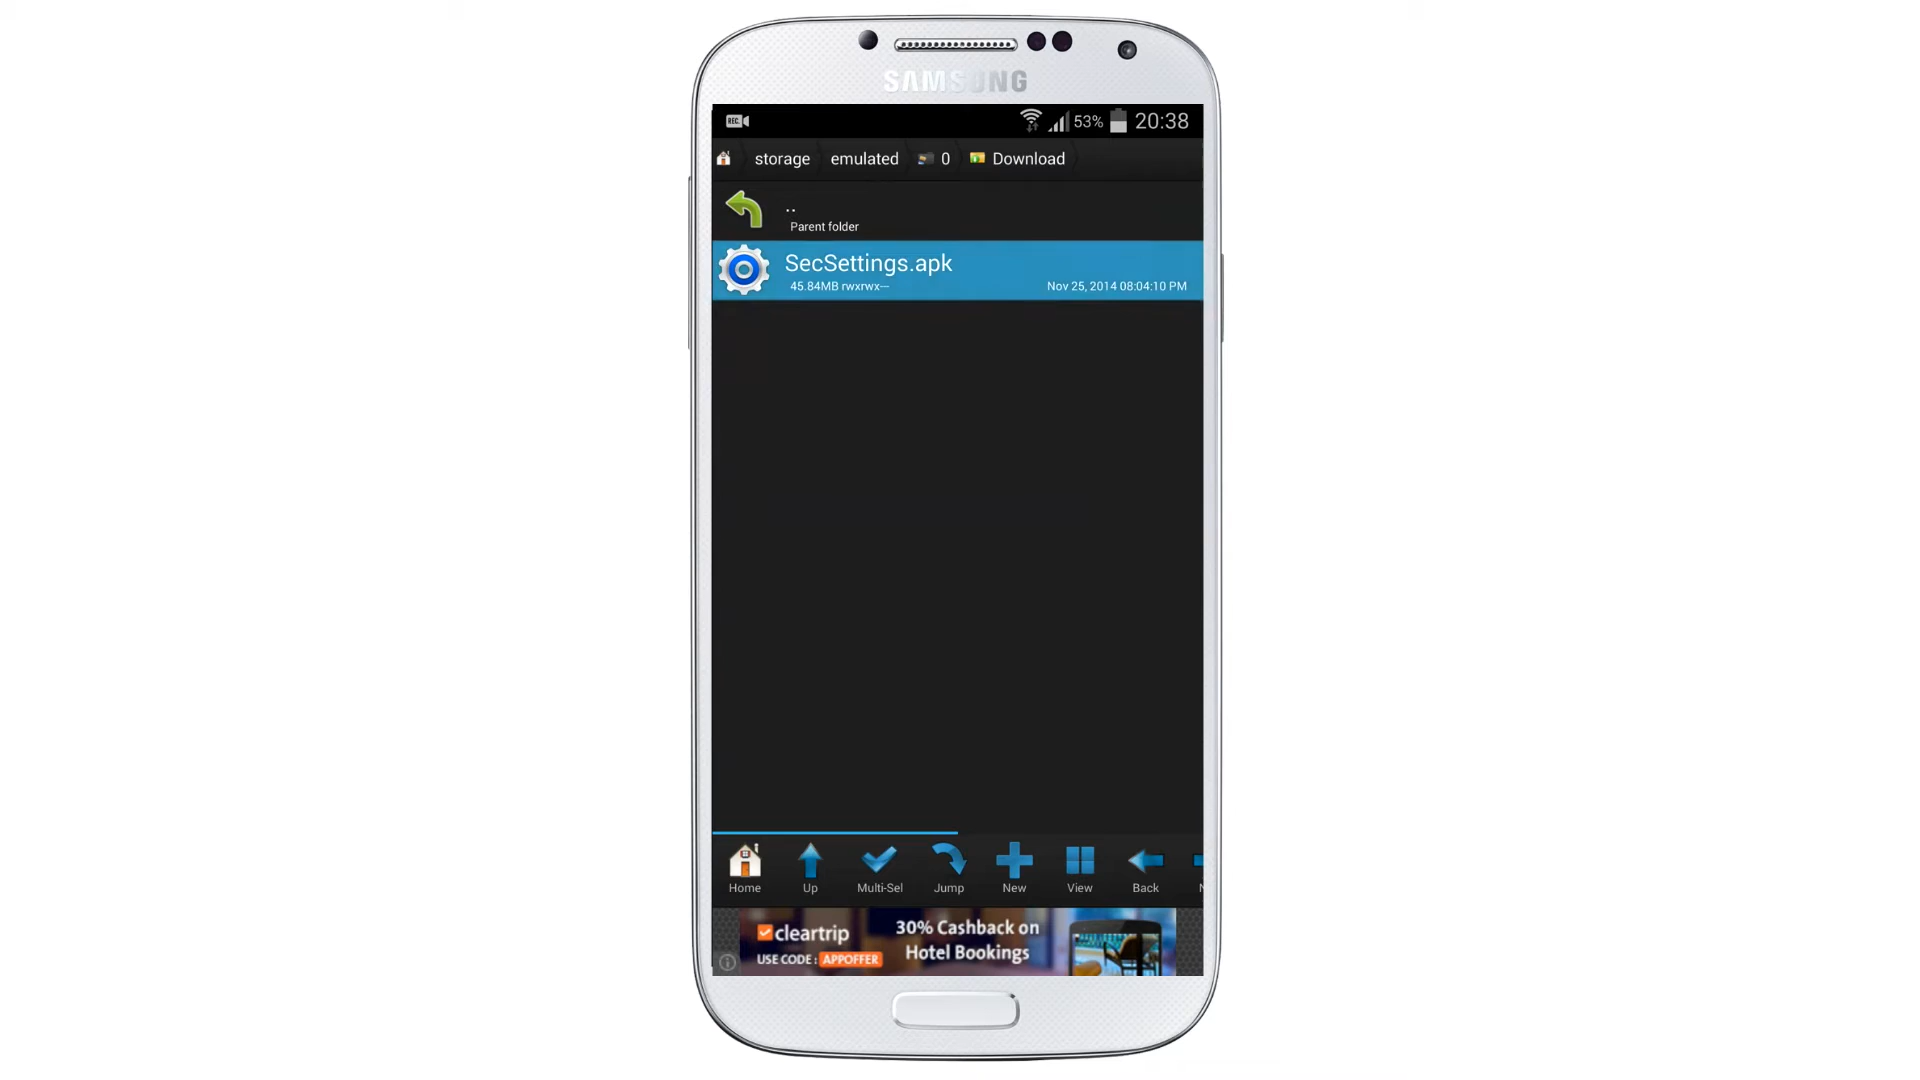 SAMSUNG
REC
53% 20:38
storage emulated 0 Download
..
Parent folder
SecSettings.apk
45.84MB rwxrwx---
Nov 25, 2014 08:04:10 PM
Home Up Multi-Sel Jump New View Back
cleartrip
USE CODE : APPOFFER
30% Cashback on
Hotel Bookings